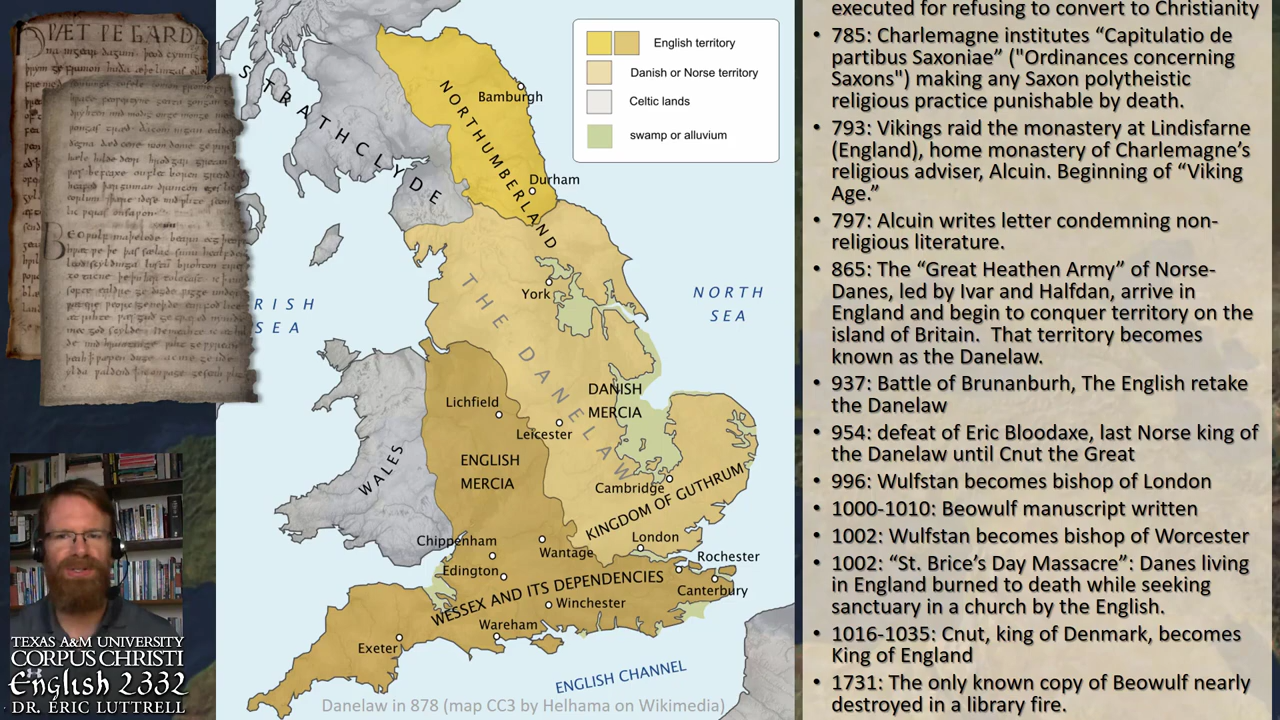 ÞÆT ÞE GARDE
STRATHCLYDE
NORTHUMBERLAND
Bamburgh
Durham
English territory
Danish or Norse territory
Celtic lands
swamp or alluvium
York
THE DANELAW
RISH
SEA
NORTH
SEA
DANISH
MERCIA
Lichfield
Leicester
ENGLISH
MERCIA
WALES
Cambridge
KINGDOM OF GUTHRUM
Chippenham
Wantage
London
Rochester
Edington
Canterbury
WESSEX AND ITS DEPENDENCIES
Winchester
Wareham
Exeter
ENGLISH CHANNEL
Danelaw in 878 (map CC3 by Helhama on Wikimedia)
TEXAS A&M UNIVERSITY
CORPUS CHRISTI
English 2332
DR. ERIC LUTTRELL
executed for refusing to convert to Christianity
• 785: Charlemagne institutes “Capitulatio de
partibus Saxoniae” ("Ordinances concerning
Saxons") making any Saxon polytheistic
religious practice punishable by death.
• 793: Vikings raid the monastery at Lindisfarne
(England), home monastery of Charlemagne’s
religious adviser, Alcuin. Beginning of “Viking
Age.”
• 797: Alcuin writes letter condemning non-
religious literature.
• 865: The “Great Heathen Army” of Norse-
Danes, led by Ivar and Halfdan, arrive in
England and begin to conquer territory on the
island of Britain. That territory becomes
known as the Danelaw.
• 937: Battle of Brunanburh, The English retake
the Danelaw
• 954: defeat of Eric Bloodaxe, last Norse king of
the Danelaw until Cnut the Great
• 996: Wulfstan becomes bishop of London
• 1000-1010: Beowulf manuscript written
• 1002: Wulfstan becomes bishop of Worcester
• 1002: “St. Brice’s Day Massacre”: Danes living
in England burned to death while seeking
sanctuary in a church by the English.
• 1016-1035: Cnut, king of Denmark, becomes
King of England
• 1731: The only known copy of Beowulf nearly
destroyed in a library fire.